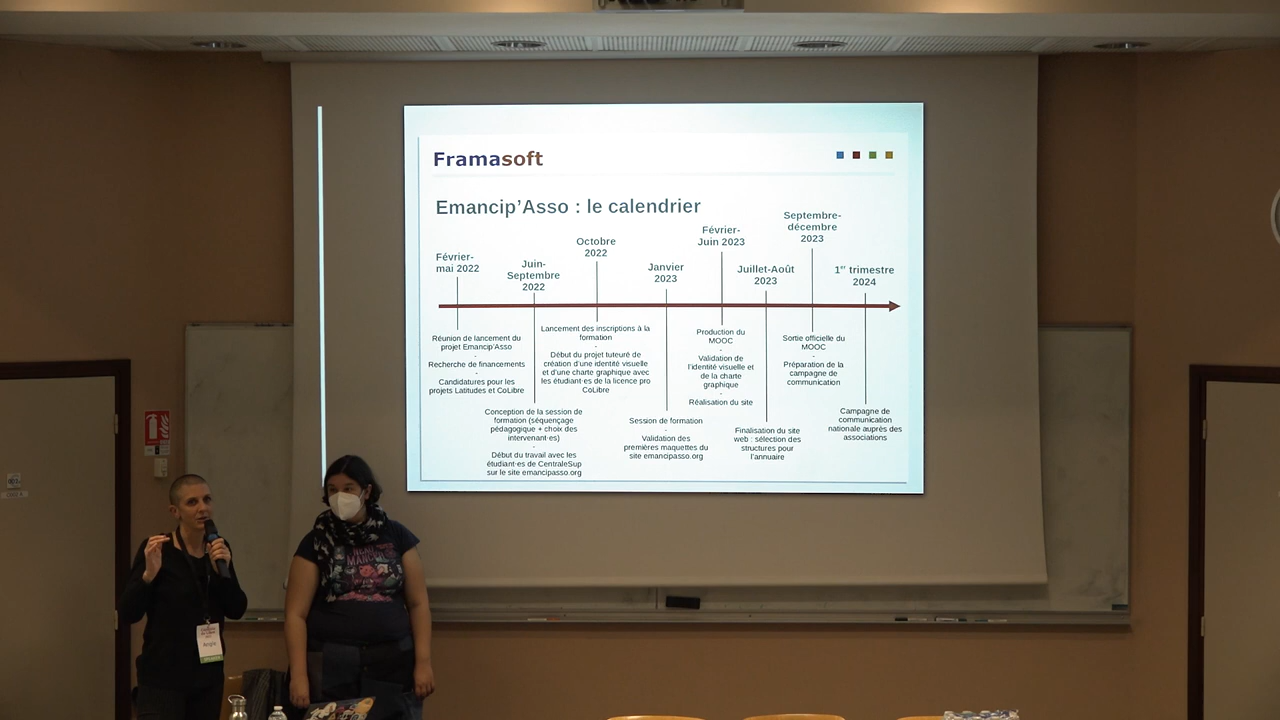 Framasoft
Emancip’Asso : le calendrier
Février-
mai 2022
Juin-
Septembre
2022
Octobre
2022
Janvier
2023
Février-
Juin 2023
Juillet-Août
2023
Septembre-
décembre
2023
1er trimestre
2024
Réunion de lancement du
projet Emancip'Asso
-
Recherche de financements
-
Candidatures pour les
projets Latitudes et CoLibre
Conception de la session de
formation (séquençage
pédagogique + choix des
intervenant·es)
-
Début du travail avec les
étudiant·es de CentraleSup
sur le site emancipasso.org
Lancement des inscriptions à la
formation
-
Début du projet tuteuré de
création d'une identité visuelle
et d'une charte graphique avec
les étudiant·es de la licence pro
CoLibre
Session de formation
-
Validation des
premières maquettes du
site emancipasso.org
Production du
MOOC
-
Validation de
l'identité visuelle et
de la charte
graphique
-
Réalisation du site
Finalisation du site
web : sélection des
structures pour
l'annuaire
Sortie officielle du
MOOC
-
Préparation de la
campagne de
communication
Campagne de
communication
nationale auprès des
associations